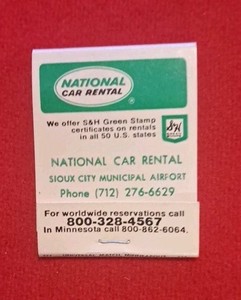 NATIONAL
CAR RENTAL
We offer S&H Green Stamp
certificates on rentals
in all 50 U.S. states
S&H
NATIONAL CAR RENTAL
SIOUX CITY MUNICIPAL AIRPORT
Phone (712) 276-6629
For worldwide reservations call
800-328-4567
In Minnesota call 800-862-6064.